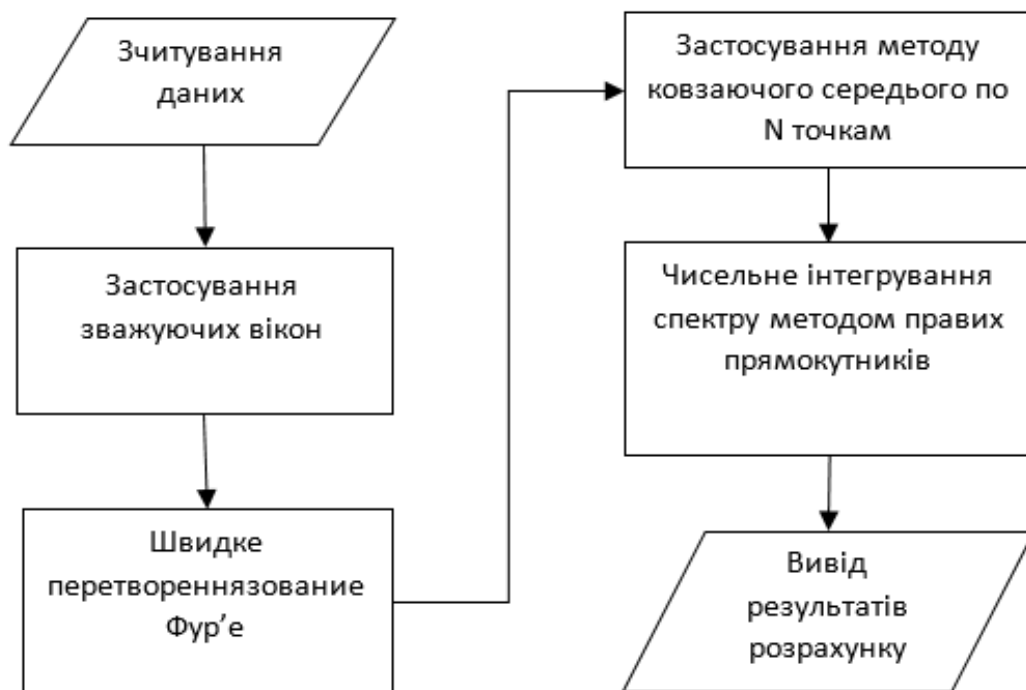 Зчитування
даних
Застосування
зважуючих вікон
Швидке
перетвореннязование
Фур’е
Застосування методу
ковзаючого середього по
N точкам
Чисельне інтегрування
спектру методом правих
прямокутників
Вивід
результатів
розрахунку